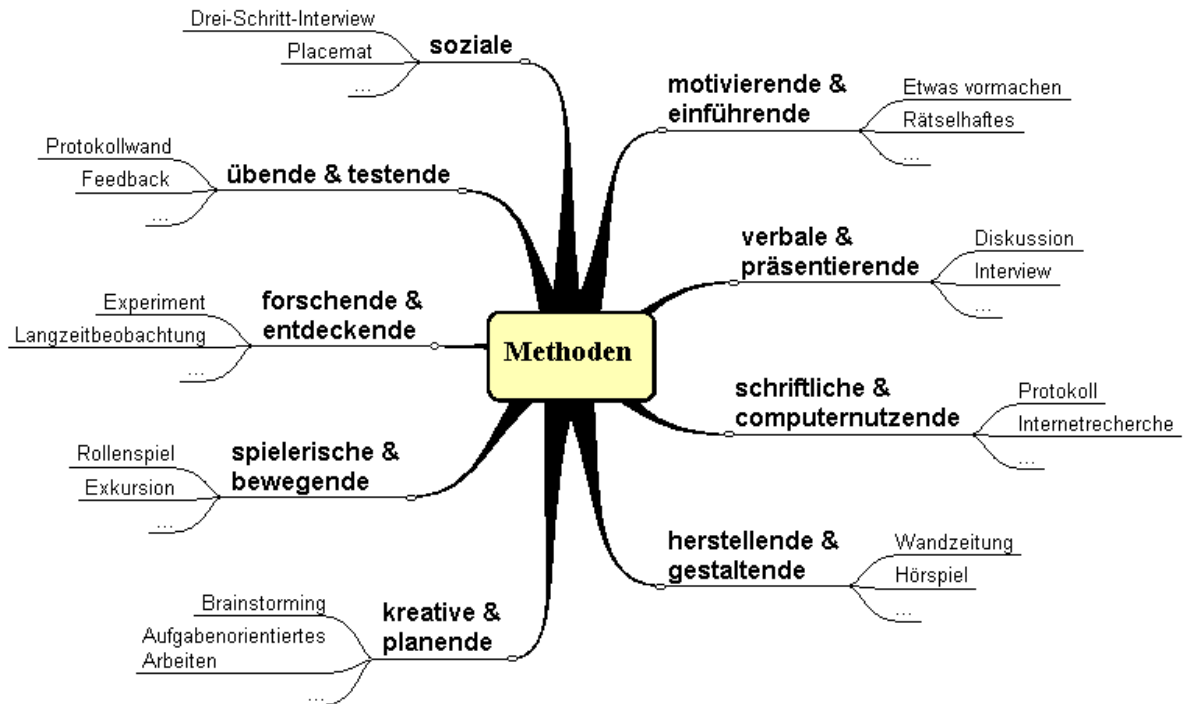 Methoden
soziale
Drei-Schritt-Interview
Placemat
...
motivierende &
einführende
Etwas vormachen
Rätselhaftes
...
übende & testende
Protokollwand
Feedback
...
verbale &
präsentierende
Diskussion
Interview
...
forschende &
entdeckende
Experiment
Langzeitbeobachtung
...
schriftliche &
computernutzende
Protokoll
Internetrecherche
...
spielerische &
bewegende
Rollenspiel
Exkursion
...
herstellende &
gestaltende
Wandzeitung
Hörspiel
...
kreative &
planende
Brainstorming
Aufgabenorientiertes
Arbeiten
...